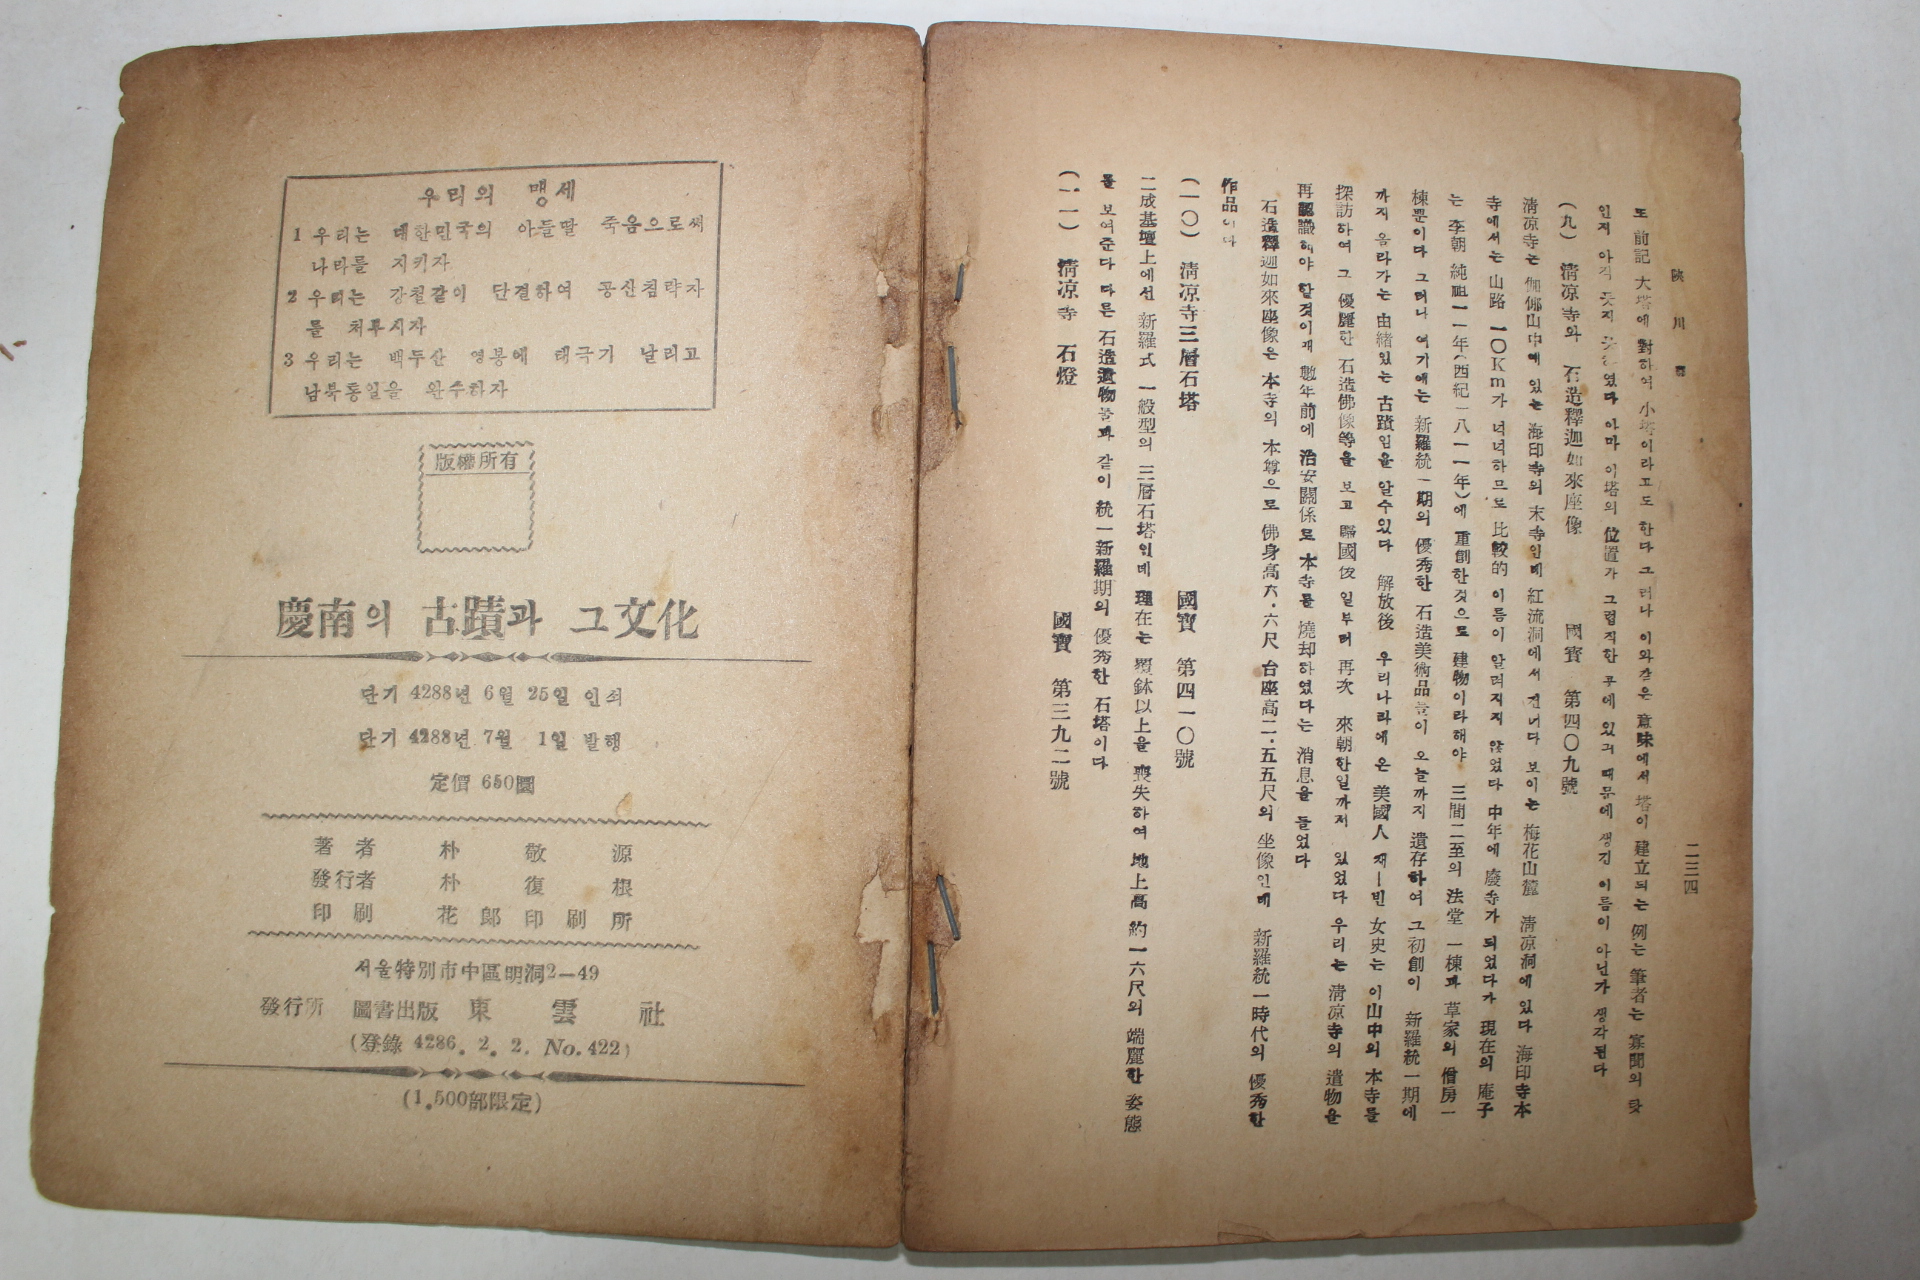 陜川郡
二三四
또 前記 大塔에 對하여 小塔이라고도 한다 그러나 이와같은 意味에서 塔이 建立되는 例는 筆者는 寡聞의 탓
인지 아직 듯지 못하였다 아마 이塔의 位置가 그럼직한 곳에 있기 때문에 생긴 이름이 아닌가 생각된다
(九) 淸凉寺와 石造釋迦如來座像 國寶 第四〇九號
淸凉寺는 伽倻山中에 있는 海印寺의 末寺인데 紅流洞에서 건너다 보이는 梅花山麓 淸凉洞에 있다 海印寺本
寺에서는 山路 一〇Km가 넉넉하므로 比較的 이름이 알려지지 않었다 中年에 廢寺가 되었다가 現在의 庵子
는 李朝 純祖一一年(西紀一八一一年)에 重創한것으로 建物이라해야 三間二至의 法堂 一棟과 草家의 僧房一
棟뿐이다 그러나 여기에는 新羅統一期의 優秀한 石造美術品들이 오늘까지 遺存하여 그初創이 新羅統一期에
까지 올라가는 由緖있는 古蹟임을 알수있다 解放後 우리나라에 온 美國人 재ー빈 女史는 이山中의 本寺를
探訪하여 그 優麗한 石造佛像等을 보고 歸國後 일부러 再次 來朝한일까저 있었다 우리는 淸凉寺의 遺物을
再認識해야 할것이개 數年前에 治安關係로 本寺를 燒却하였다는 消息을 들었다
石造釋迦如來座像은 本寺의 本尊으로 佛身高六·六尺 台座高二·五五尺의 坐像인데 新羅統一時代의 優秀한
作品이다
(一〇) 淸凉寺三層石塔 國寶 第四一〇號
二成基壇上에선 新羅式 一般型의 三層石塔인데 現在는 覆鉢以上을 喪失하여 地上高 約一六尺의 端麗한 姿態
를 보여준다 다른 石造遺物들과 같이 統一新羅期의 優秀한 石塔이다
(一一) 淸凉寺 石燈 國寶 第三九二號
우리의 맹세
1 우리는 대한민국의 아들딸 죽음으로써
나라를 지키자
2 우리는 강철같이 단결하여 공산침략자
를 처부시자
3 우리는 백두산 영봉에 태극기 날리고
남북통일을 완수하자
版權所有
慶南의 古蹟과 그文化
단기 4288년 6월 25일 인쇄
단기 4288년 7월 1일 발행
定價 650圜
著者 朴敬源
發行者 朴復根
印刷 花郎印刷所
서울特別市中區明洞2—49
發行所 圖書出版 東雲社
(登錄 4286. 2. 2. No. 422)
(1,500部限定)